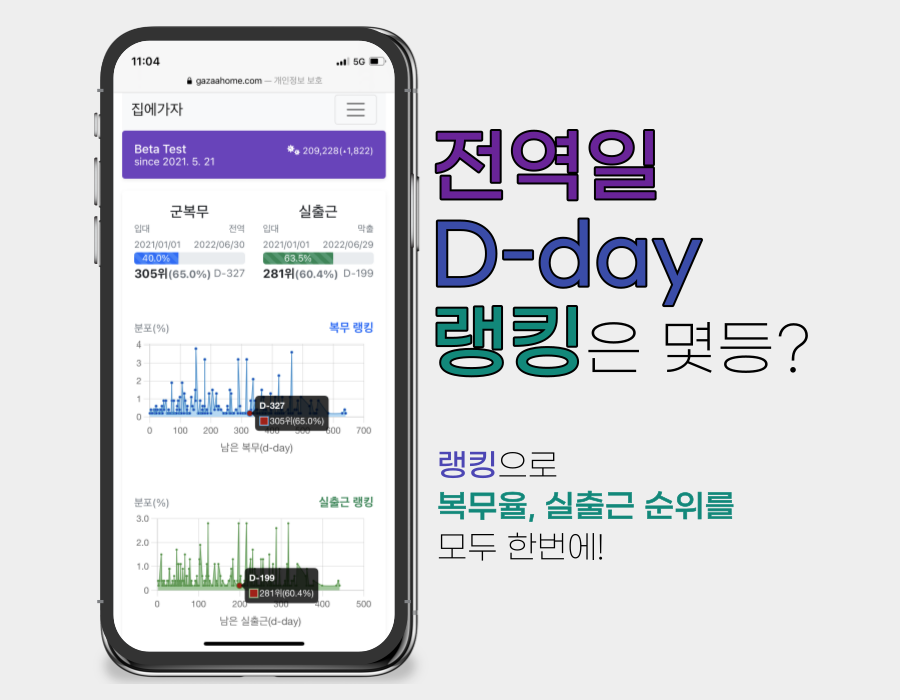 11:04
5G
gazaahome.com — 개인정보 보호
집에가자
Beta Test
209,228(▲1,822)
since 2021. 5. 21
군복무
실출근
입대 전역
입대 막출
2021/01/01 2022/06/30
2021/01/01 2022/06/29
40.0%
63.5%
305위(65.0%) D-327
281위(60.4%) D-199
분포(%)
복무 랭킹
4
3
2
1
0
D-327
305위(65.0%)
0 100 200 300 400 500 600 700
남은 복무(d-day)
분포(%)
실출근 랭킹
3.0
2.0
1.0
0
D-199
281위(60.4%)
0 100 200 300 400 500
남은 실출근(d-day)
전역일
D-day
랭킹은 몇등?
랭킹으로
복무율, 실출근 순위를
모두 한번에!